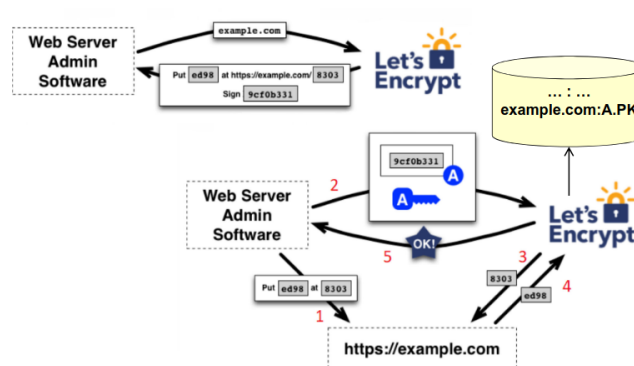 example.com
Web Server
Admin
Software
Let's
Encrypt
Put ed98 at https://example.com/ 8303
Sign 9cf0b331
... : ...
example.com:A.PK
2
9cf0b331
A
A
Web Server
Admin
Software
Let's
Encrypt
OK!
5
3
8303
4
ed98
Put ed98 at 8303
1
https://example.com